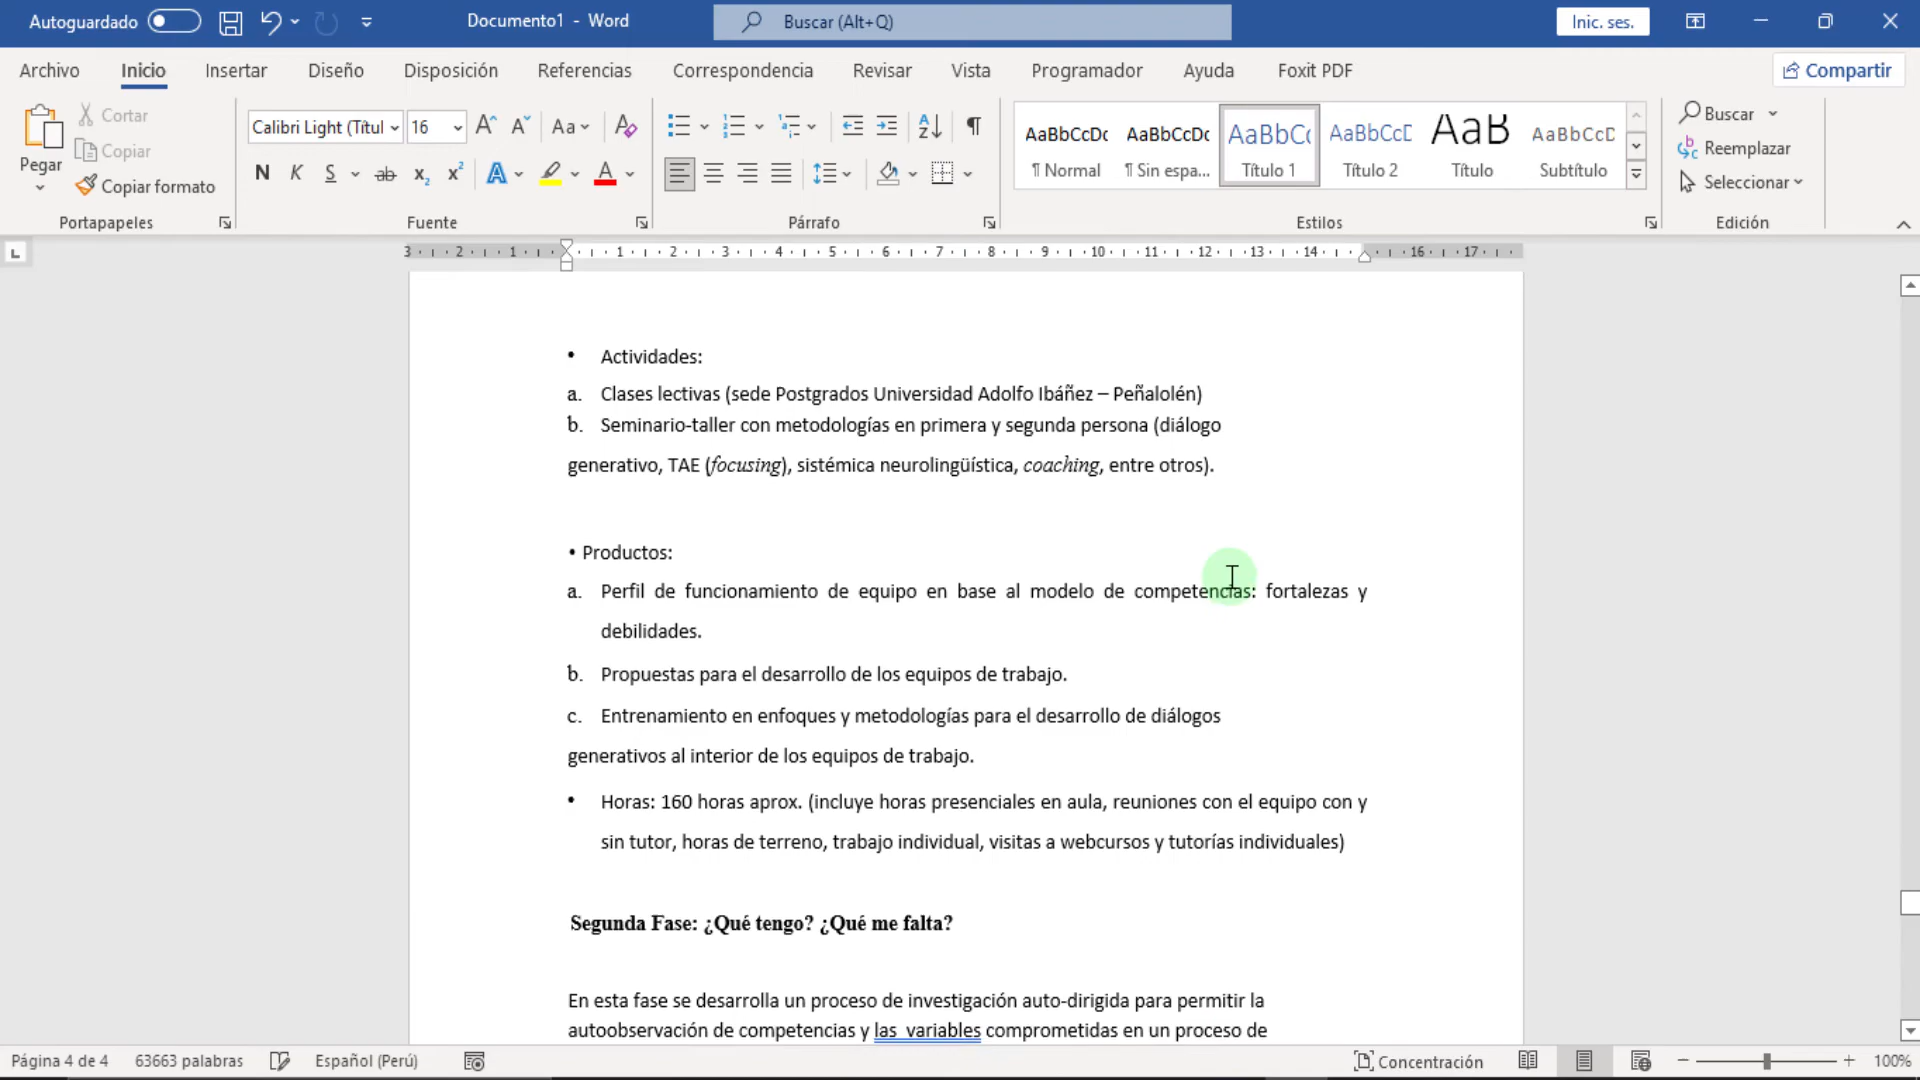 Autoguardado
Documento1 - Word
Buscar (Alt+Q)
Inic. ses.
Archivo Inicio Insertar Diseño Disposición Referencias Correspondencia Revisar Vista Programador Ayuda Foxit PDF Compartir
Pegar
Cortar
Copiar
Copiar formato
Portapapeles
Calibri Light (Títul 16
Aa
N K S ab x₂ x² A A
Fuente
Párrafo
AaBbCcDc AaBbCcDc AaBbC( AaBbCcE AaB AaBbCcD
¶ Normal ¶ Sin espa... Título 1 Título 2 Título Subtítulo
Estilos
Buscar
Reemplazar
Seleccionar
Edición
3 2 1 1 2 3 4 5 6 7 8 9 10 11 12 13 14 16 17
• Actividades:
a. Clases lectivas (sede Postgrados Universidad Adolfo Ibáñez – Peñalolén)
b. Seminario-taller con metodologías en primera y segunda persona (diálogo
generativo, TAE (focusing), sistémica neurolingüística, coaching, entre otros).
• Productos:
a. Perfil de funcionamiento de equipo en base al modelo de competencias: fortalezas y
debilidades.
b. Propuestas para el desarrollo de los equipos de trabajo.
c. Entrenamiento en enfoques y metodologías para el desarrollo de diálogos
generativos al interior de los equipos de trabajo.
• Horas: 160 horas aprox. (incluye horas presenciales en aula, reuniones con el equipo con y
sin tutor, horas de terreno, trabajo individual, visitas a webcursos y tutorías individuales)
Segunda Fase: ¿Qué tengo? ¿Qué me falta?
En esta fase se desarrolla un proceso de investigación auto-dirigida para permitir la
autoobservación de competencias y las variables comprometidas en un proceso de
Página 4 de 4 63663 palabras Español (Perú) Concentración 100%